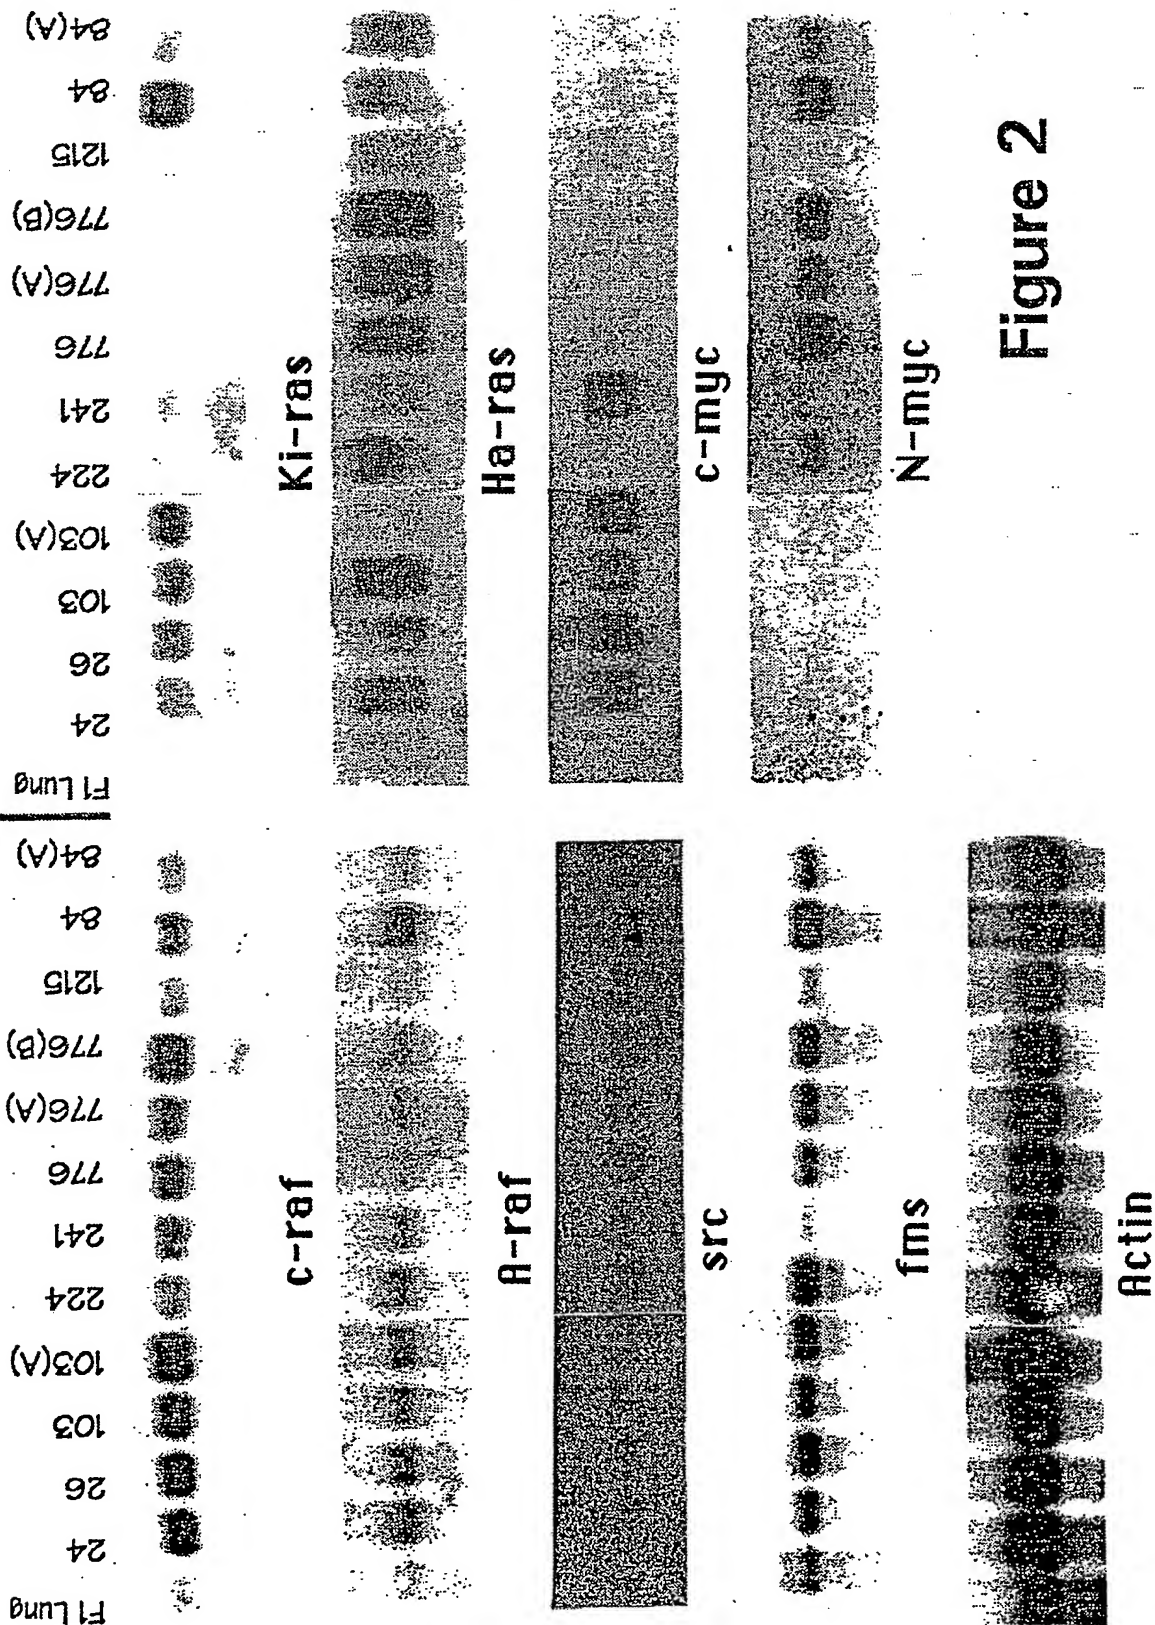 F1 Lung
24
26
103
103(A)
224
241
776
776(A)
776(B)
1215
84
84(A)
F1 Lung
24
26
103
103(A)
224
241
776
776(A)
776(B)
1215
84
84(A)
c-raf
Ki-ras
A-raf
Ha-ras
src
c-myc
fms
N-myc
Actin
Figure 2